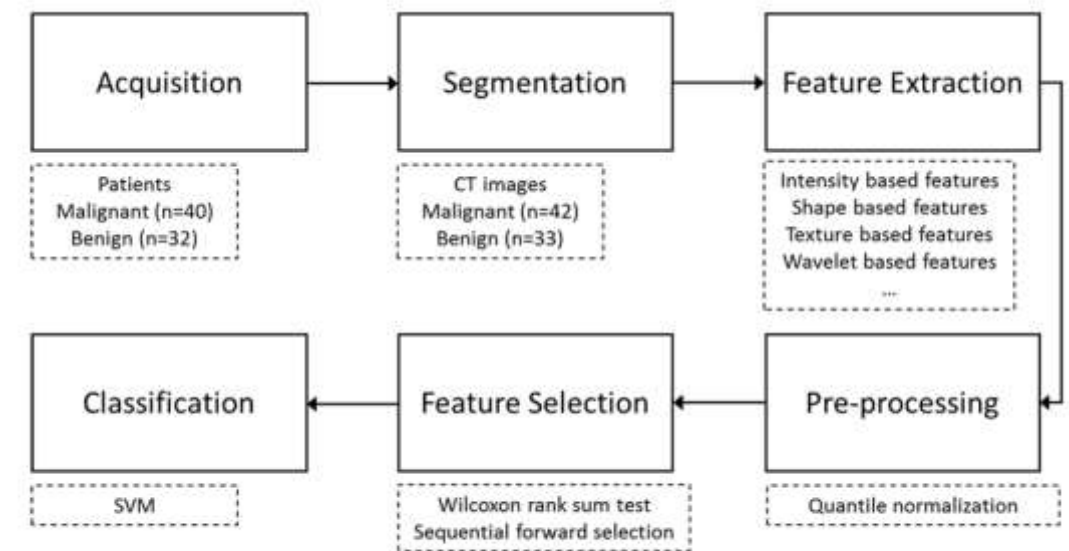 Acquisition
Segmentation
Feature Extraction
Patients
Malignant (n=40)
Benign (n=32)
CT images
Malignant (n=42)
Benign (n=33)
Intensity based features
Shape based features
Texture based features
Wavelet based features
...
Classification
Feature Selection
Pre-processing
SVM
Wilcoxon rank sum test
Sequential forward selection
Quantile normalization